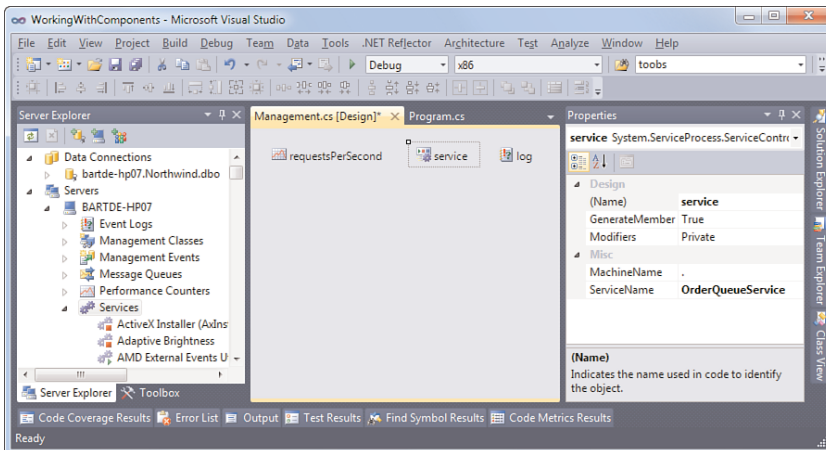 WorkingWithComponents - Microsoft Visual Studio
File Edit View Project Build Debug Team Data Tools .NET Reflector Architecture Test Analyze Window Help
Debug x86 toobs
Server Explorer
Data Connections
bartde-hp07.Northwind.dbo
Servers
BARTDE-HP07
Event Logs
Management Classes
Management Events
Message Queues
Performance Counters
Services
ActiveX Installer (AxIns
Adaptive Brightness
AMD External Events U
Server Explorer Toolbox
Management.cs [Design]* Program.cs
requestsPerSecond service log
Properties
service System.ServiceProcess.ServiceContr
Design
(Name) service
GenerateMember True
Modifiers Private
Misc
MachineName .
ServiceName OrderQueueService
(Name)
Indicates the name used in code to identify
the object.
Solution Explorer
Team Explorer
Class View
Code Coverage Results Error List Output Test Results Find Symbol Results Code Metrics Results
Ready